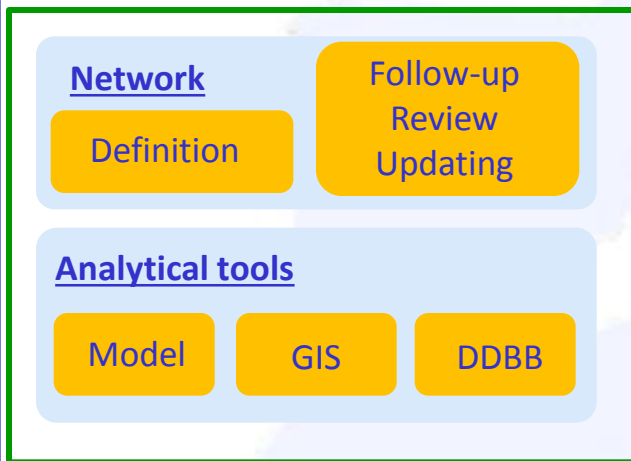 Network
Definition
Follow-up
Review
Updating
Analytical tools
Model
GIS
DDBB